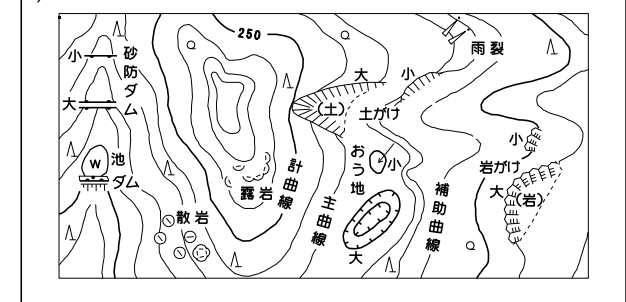 250
小
砂防ダム
大
w
池
ダム
散岩
露岩
計曲線
主曲線
大
小
(土)
土がけ
おう地
小
大
補助曲線
雨裂
小
岩がけ
大
(岩)